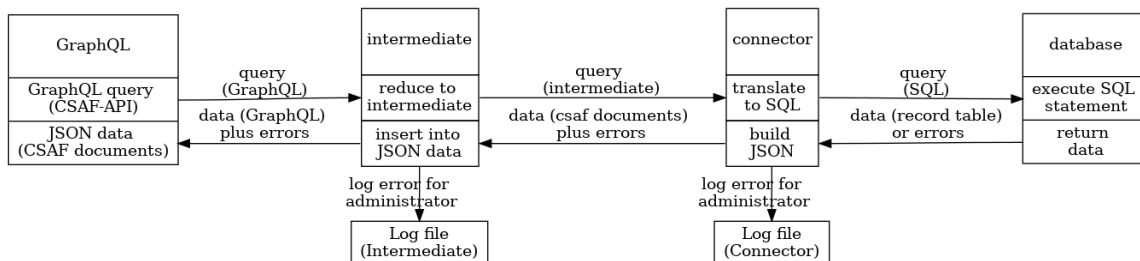 GraphQL
GraphQL query
(CSAF-API)
JSON data
(CSAF documents)
query
(GraphQL)
data (GraphQL)
plus errors
intermediate
reduce to
intermediate
insert into
JSON data
log error for
administrator
Log file
(Intermediate)
query
(intermediate)
data (csaf documents)
plus errors
connector
translate
to SQL
build
JSON
log error for
administrator
Log file
(Connector)
query
(SQL)
data (record table)
or errors
database
execute SQL
statement
return
data